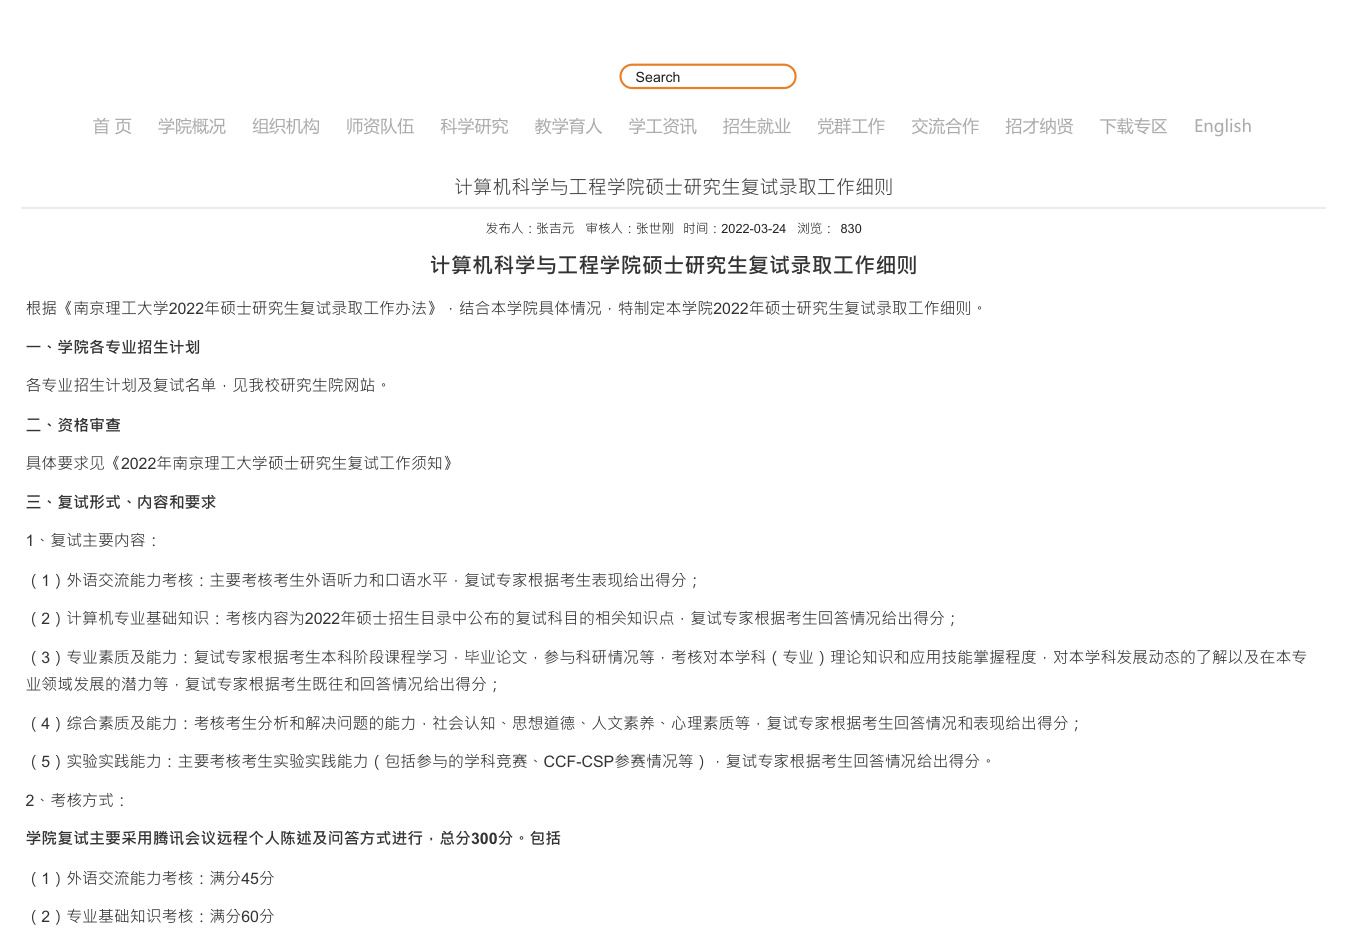 Search
首 页 学院概况 组织机构 师资队伍 科学研究 教学育人 学工资讯 招生就业 党群工作 交流合作 招才纳贤 下载专区 English
计算机科学与工程学院硕士研究生复试录取工作细则
发布人：张吉元 审核人：张世刚 时间：2022-03-24 浏览： 830
计算机科学与工程学院硕士研究生复试录取工作细则
根据《南京理工大学2022年硕士研究生复试录取工作办法》，结合本学院具体情况，特制定本学院2022年硕士研究生复试录取工作细则。
一、学院各专业招生计划
各专业招生计划及复试名单，见我校研究生院网站。
二、资格审查
具体要求见《2022年南京理工大学硕士研究生复试工作须知》
三、复试形式、内容和要求
1、复试主要内容：
（1）外语交流能力考核：主要考核考生外语听力和口语水平，复试专家根据考生表现给出得分；
（2）计算机专业基础知识：考核内容为2022年硕士招生目录中公布的复试科目的相关知识点，复试专家根据考生回答情况给出得分；
（3）专业素质及能力：复试专家根据考生本科阶段课程学习，毕业论文，参与科研情况等，考核对本学科（专业）理论知识和应用技能掌握程度，对本学科发展动态的了解以及在本专
业领域发展的潜力等，复试专家根据考生既往和回答情况给出得分；
（4）综合素质及能力：考核考生分析和解决问题的能力，社会认知、思想道德、人文素养、心理素质等，复试专家根据考生回答情况和表现给出得分；
（5）实验实践能力：主要考核考生实验实践能力（包括参与的学科竞赛、CCF-CSP参赛情况等），复试专家根据考生回答情况给出得分。
2、考核方式：
学院复试主要采用腾讯会议远程个人陈述及问答方式进行，总分300分。包括
（1）外语交流能力考核：满分45分
（2）专业基础知识考核：满分60分